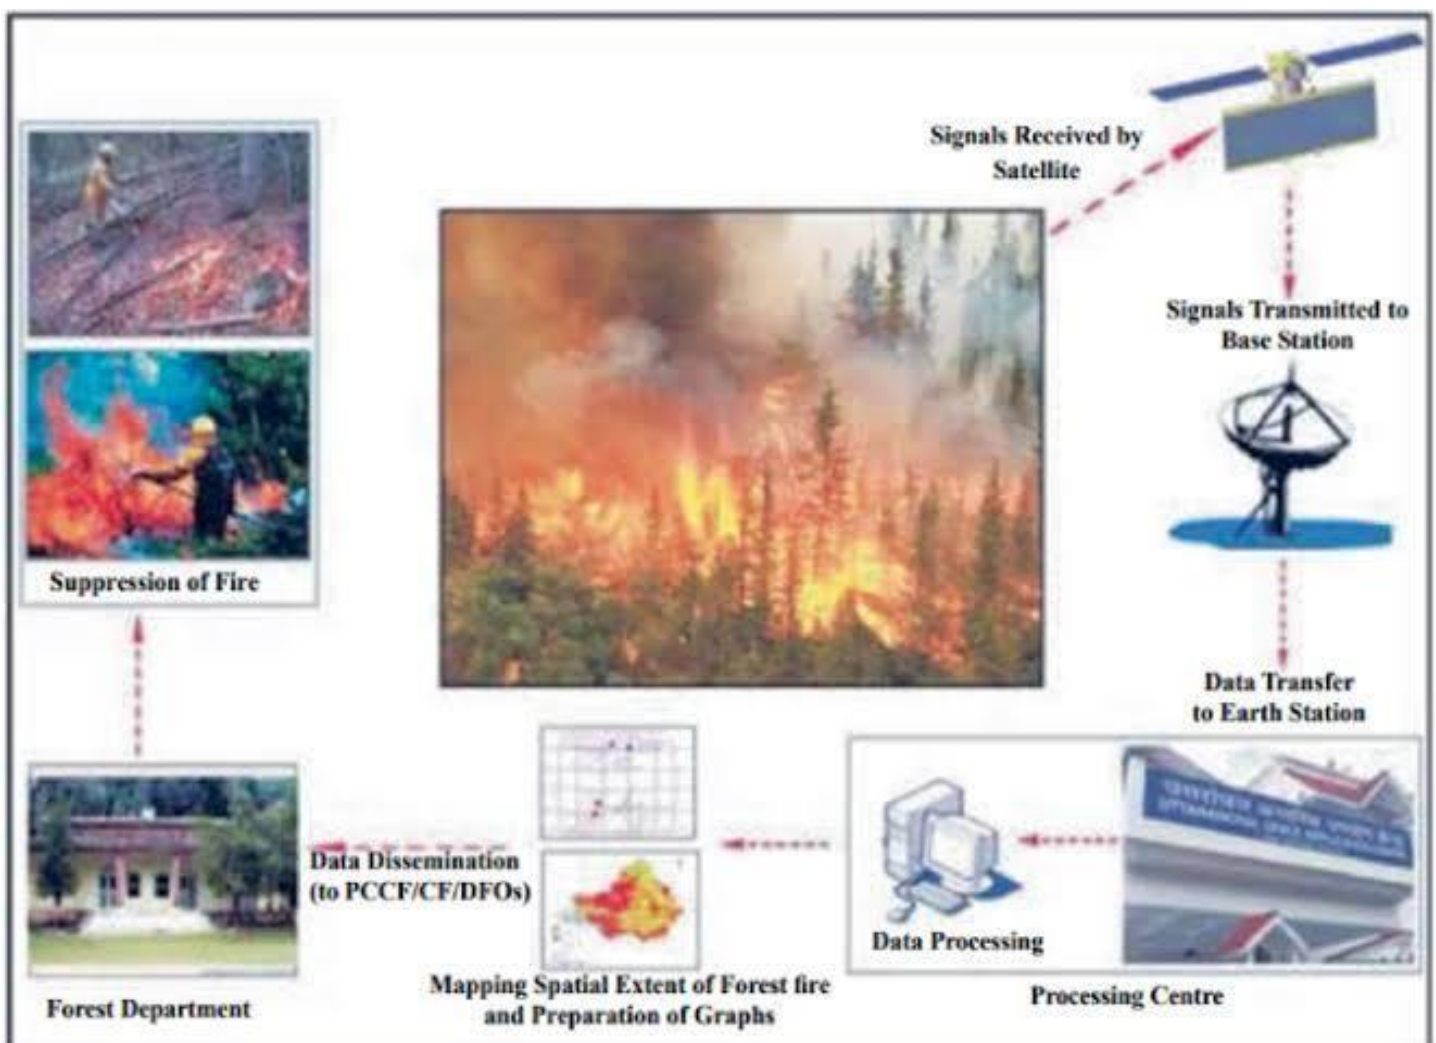 Signals Received by
Satellite
Signals Transmitted to
Base Station
Data Transfer
to Earth Station
Suppression of Fire
Data Dissemination
(to PCCF/CF/DFOs)
Data Processing
Mapping Spatial Extent of Forest fire
and Preparation of Graphs
Processing Centre
Forest Department